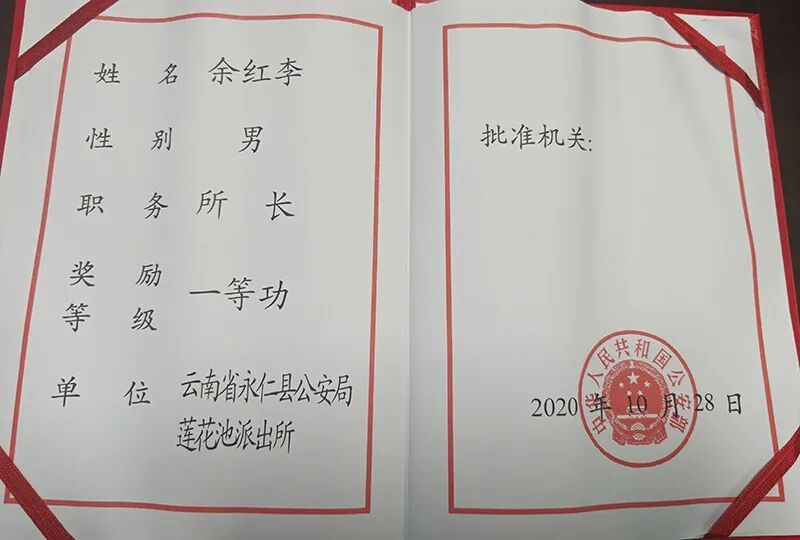 姓 名 余红李
性 别 男
职 务 所 长
奖 励
等 级 一等功
单 位 云南省永仁县公安局
莲花池派出所
批准机关:
中华人民共和国公安部
2020 年 10 月 28 日